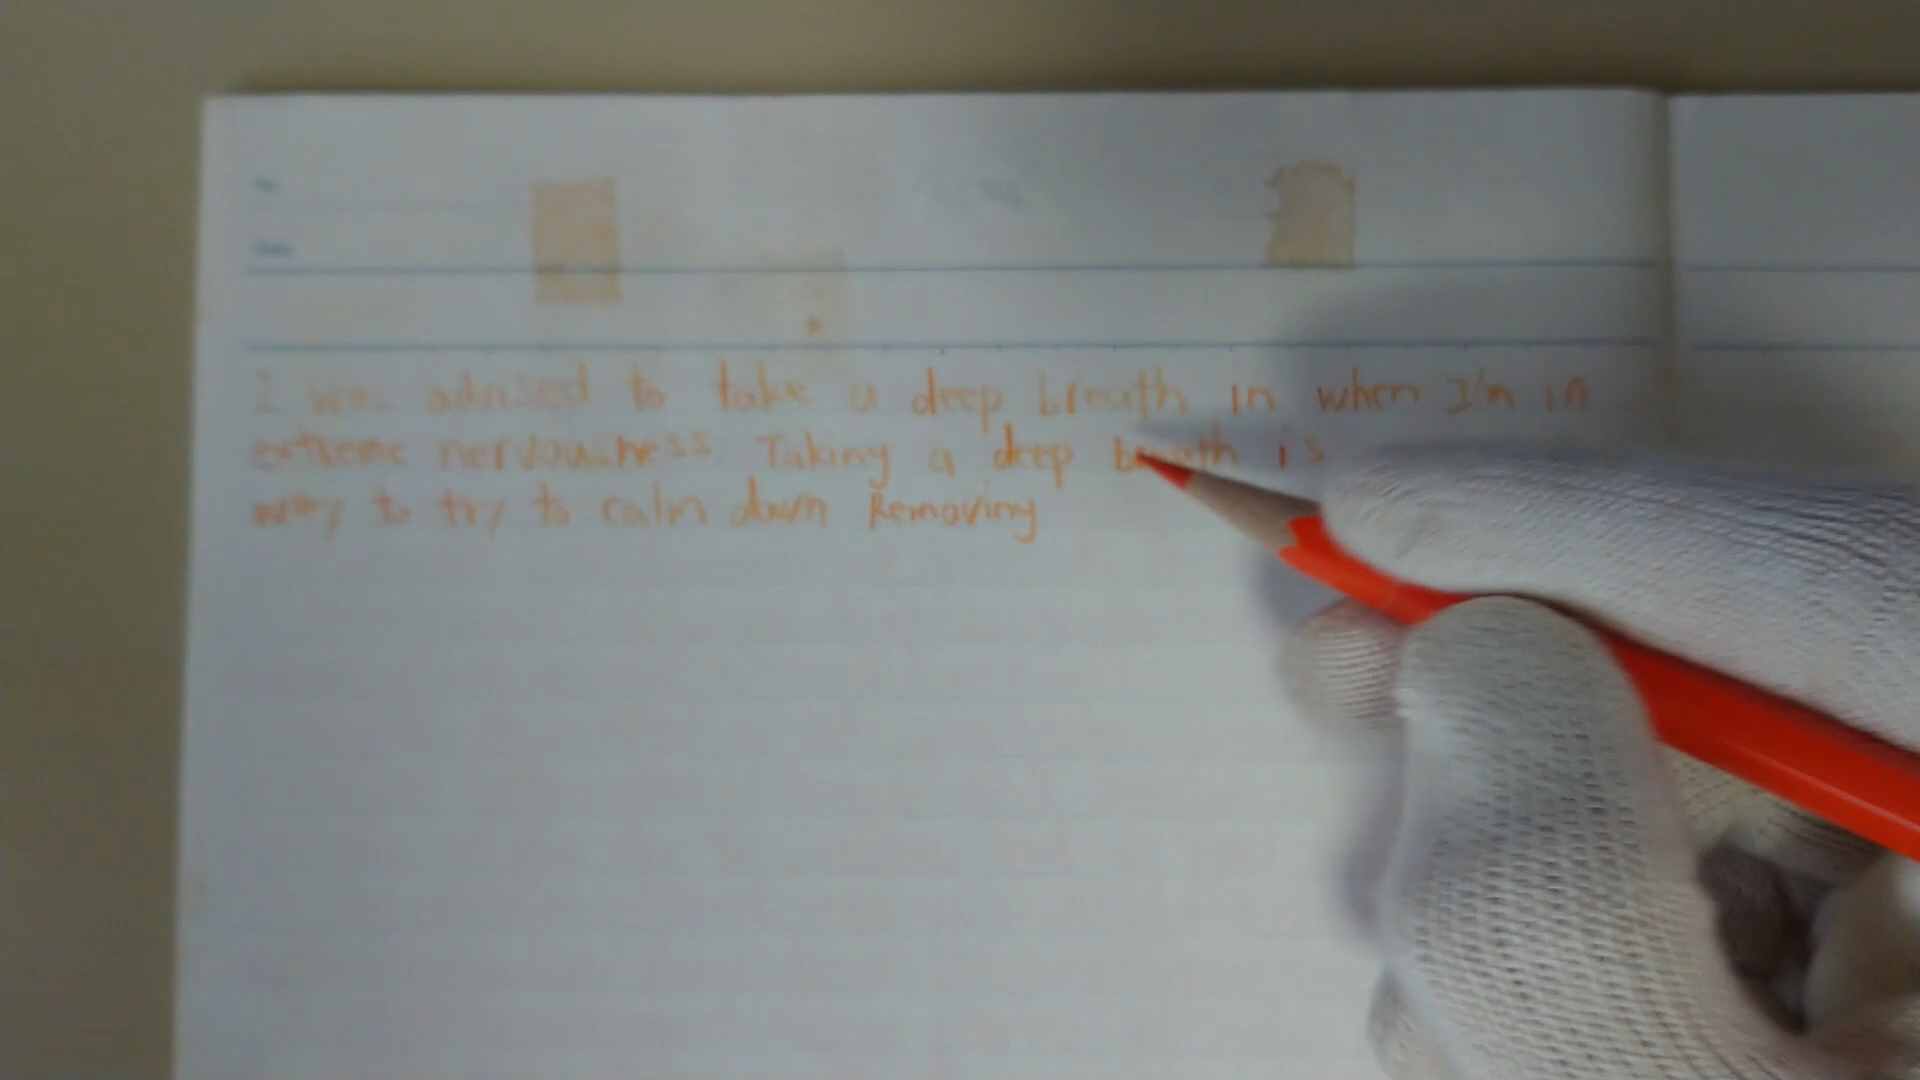 I was advised to take a deep breath in when I'm in
extreme nervousness Taking a deep breath is
way to try to calm down Removing